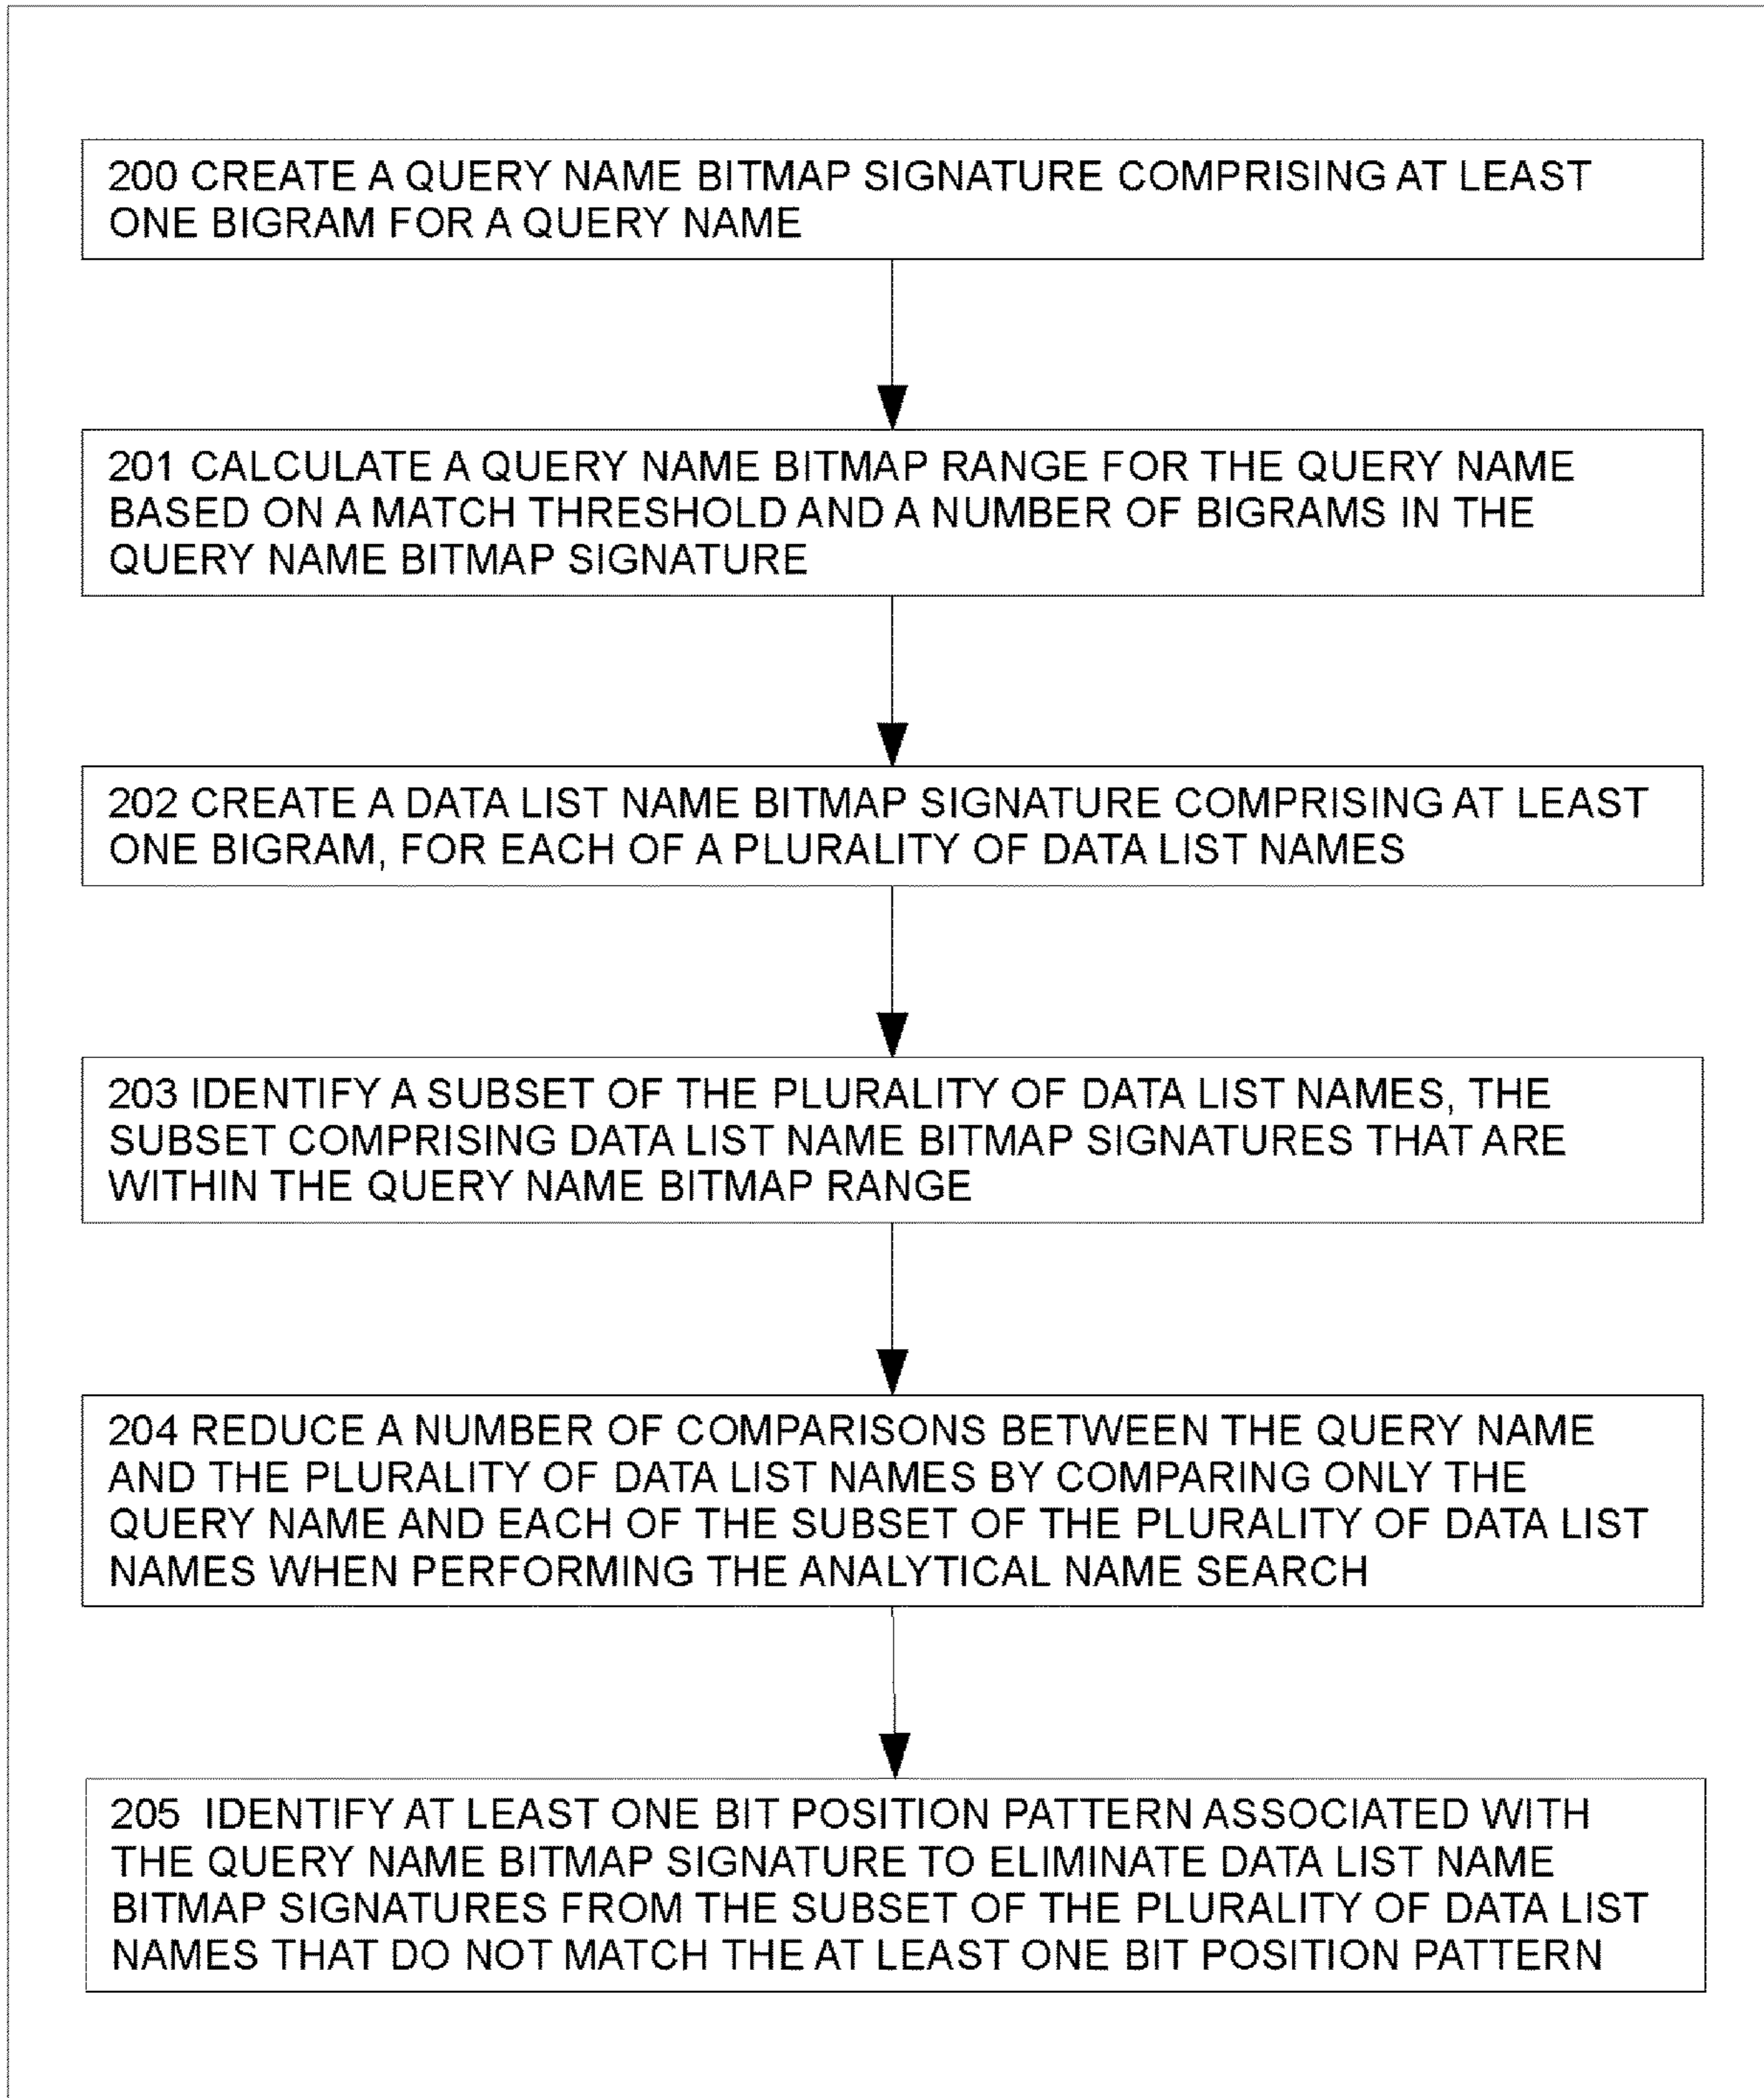 200 CREATE A QUERY NAME BITMAP SIGNATURE COMPRISING AT LEAST
ONE BIGRAM FOR A QUERY NAME
201 CALCULATE A QUERY NAME BITMAP RANGE FOR THE QUERY NAME
BASED ON A MATCH THRESHOLD AND A NUMBER OF BIGRAMS IN THE
QUERY NAME BITMAP SIGNATURE
202 CREATE A DATA LIST NAME BITMAP SIGNATURE COMPRISING AT LEAST
ONE BIGRAM, FOR EACH OF A PLURALITY OF DATA LIST NAMES
203 IDENTIFY A SUBSET OF THE PLURALITY OF DATA LIST NAMES, THE
SUBSET COMPRISING DATA LIST NAME BITMAP SIGNATURES THAT ARE
WITHIN THE QUERY NAME BITMAP RANGE
204 REDUCE A NUMBER OF COMPARISONS BETWEEN THE QUERY NAME
AND THE PLURALITY OF DATA LIST NAMES BY COMPARING ONLY THE
QUERY NAME AND EACH OF THE SUBSET OF THE PLURALITY OF DATA LIST
NAMES WHEN PERFORMING THE ANALYTICAL NAME SEARCH
205 IDENTIFY AT LEAST ONE BIT POSITION PATTERN ASSOCIATED WITH
THE QUERY NAME BITMAP SIGNATURE TO ELIMINATE DATA LIST NAME
BITMAP SIGNATURES FROM THE SUBSET OF THE PLURALITY OF DATA LIST
NAMES THAT DO NOT MATCH THE AT LEAST ONE BIT POSITION PATTERN